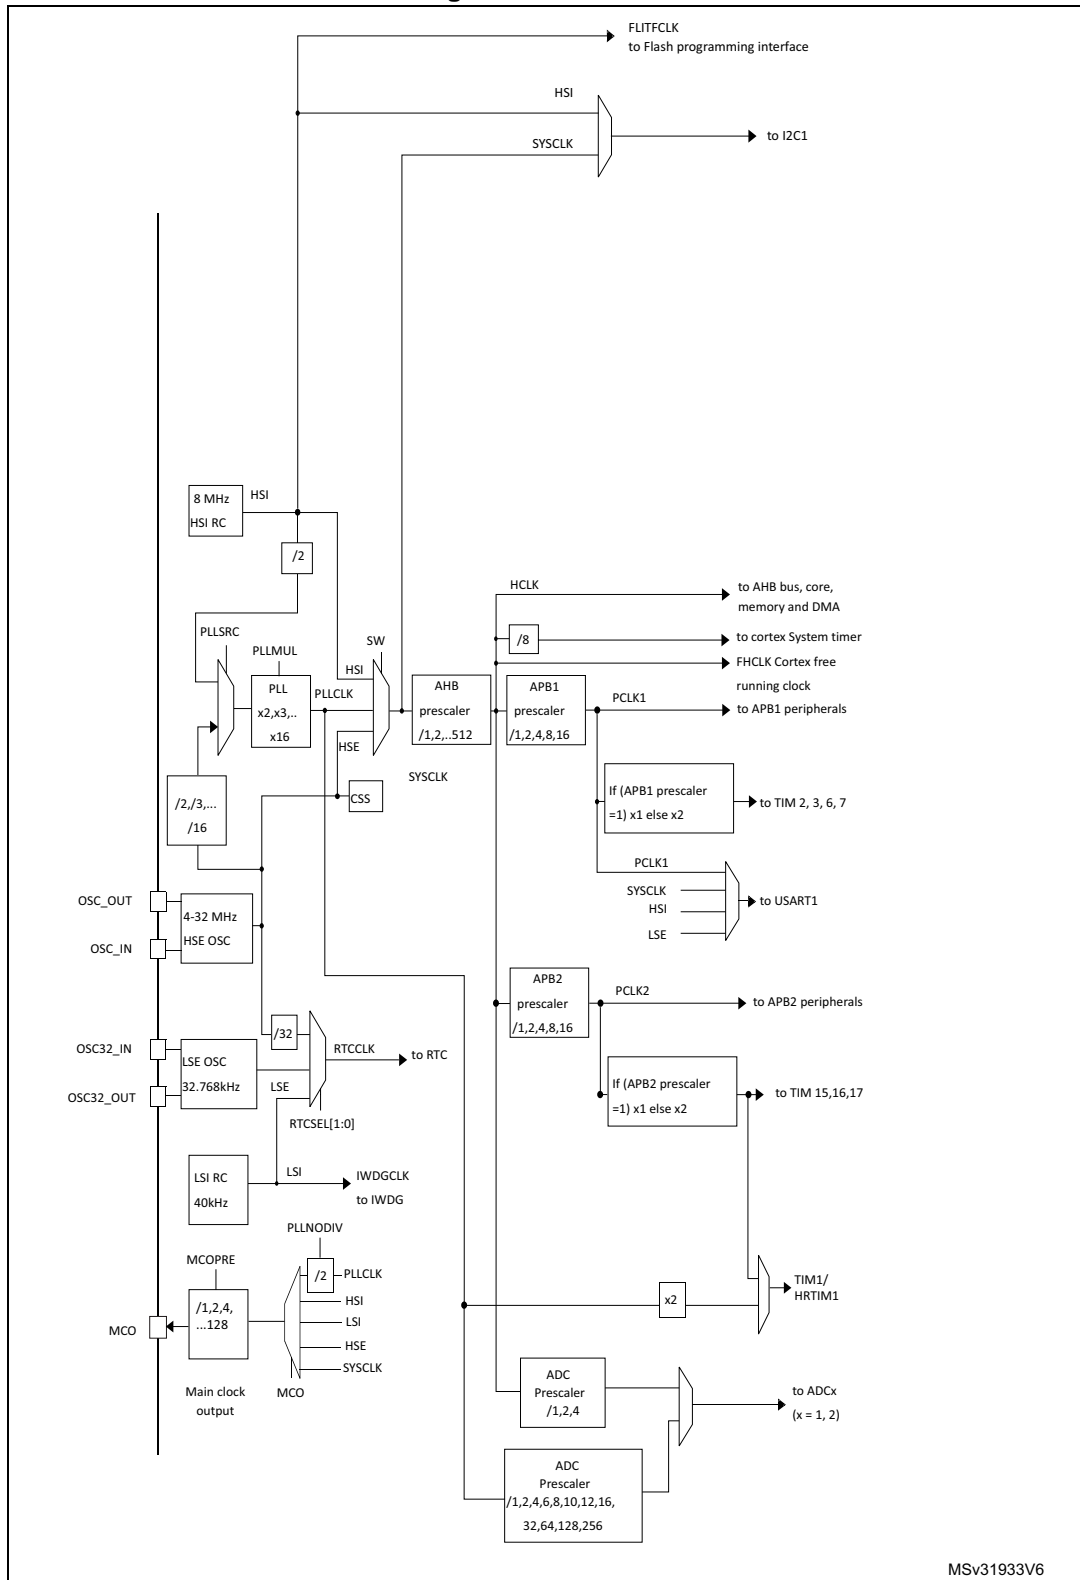 FLITFCLK
to Flash programming interface
HSI
to I2C1
SYSCLK
8 MHz
HSI RC
HSI
/2
HCLK
to AHB bus, core,
memory and DMA
/8
to cortex System timer
FHCLK Cortex free
running clock
PLLSRC
PLLMUL
SW
HSI
PLL
x2,x3,..
x16
PLLCLK
HSE
AHB
prescaler
/1,2,..512
APB1
prescaler
/1,2,4,8,16
PCLK1
to APB1 peripherals
SYSCLK
CSS
/2,/3,...
/16
If (APB1 prescaler
=1) x1 else x2
to TIM 2, 3, 6, 7
PCLK1
SYSCLK
HSI
LSE
to USART1
OSC_OUT
OSC_IN
4-32 MHz
HSE OSC
APB2
prescaler
/1,2,4,8,16
PCLK2
to APB2 peripherals
/32
RTCCLK
to RTC
OSC32_IN
OSC32_OUT
LSE OSC
32.768kHz
LSE
RTCSEL[1:0]
If (APB2 prescaler
=1) x1 else x2
to TIM 15,16,17
LSI RC
40kHz
LSI
IWDGCLK
to IWDG
PLLNODIV
MCOPRE
/2
PLLCLK
HSI
LSI
HSE
SYSCLK
/1,2,4,
...128
MCO
MCO
Main clock
output
x2
TIM1/
HRTIM1
ADC
Prescaler
/1,2,4
to ADCx
(x = 1, 2)
ADC
Prescaler
/1,2,4,6,8,10,12,16,
32,64,128,256
MSv31933V6